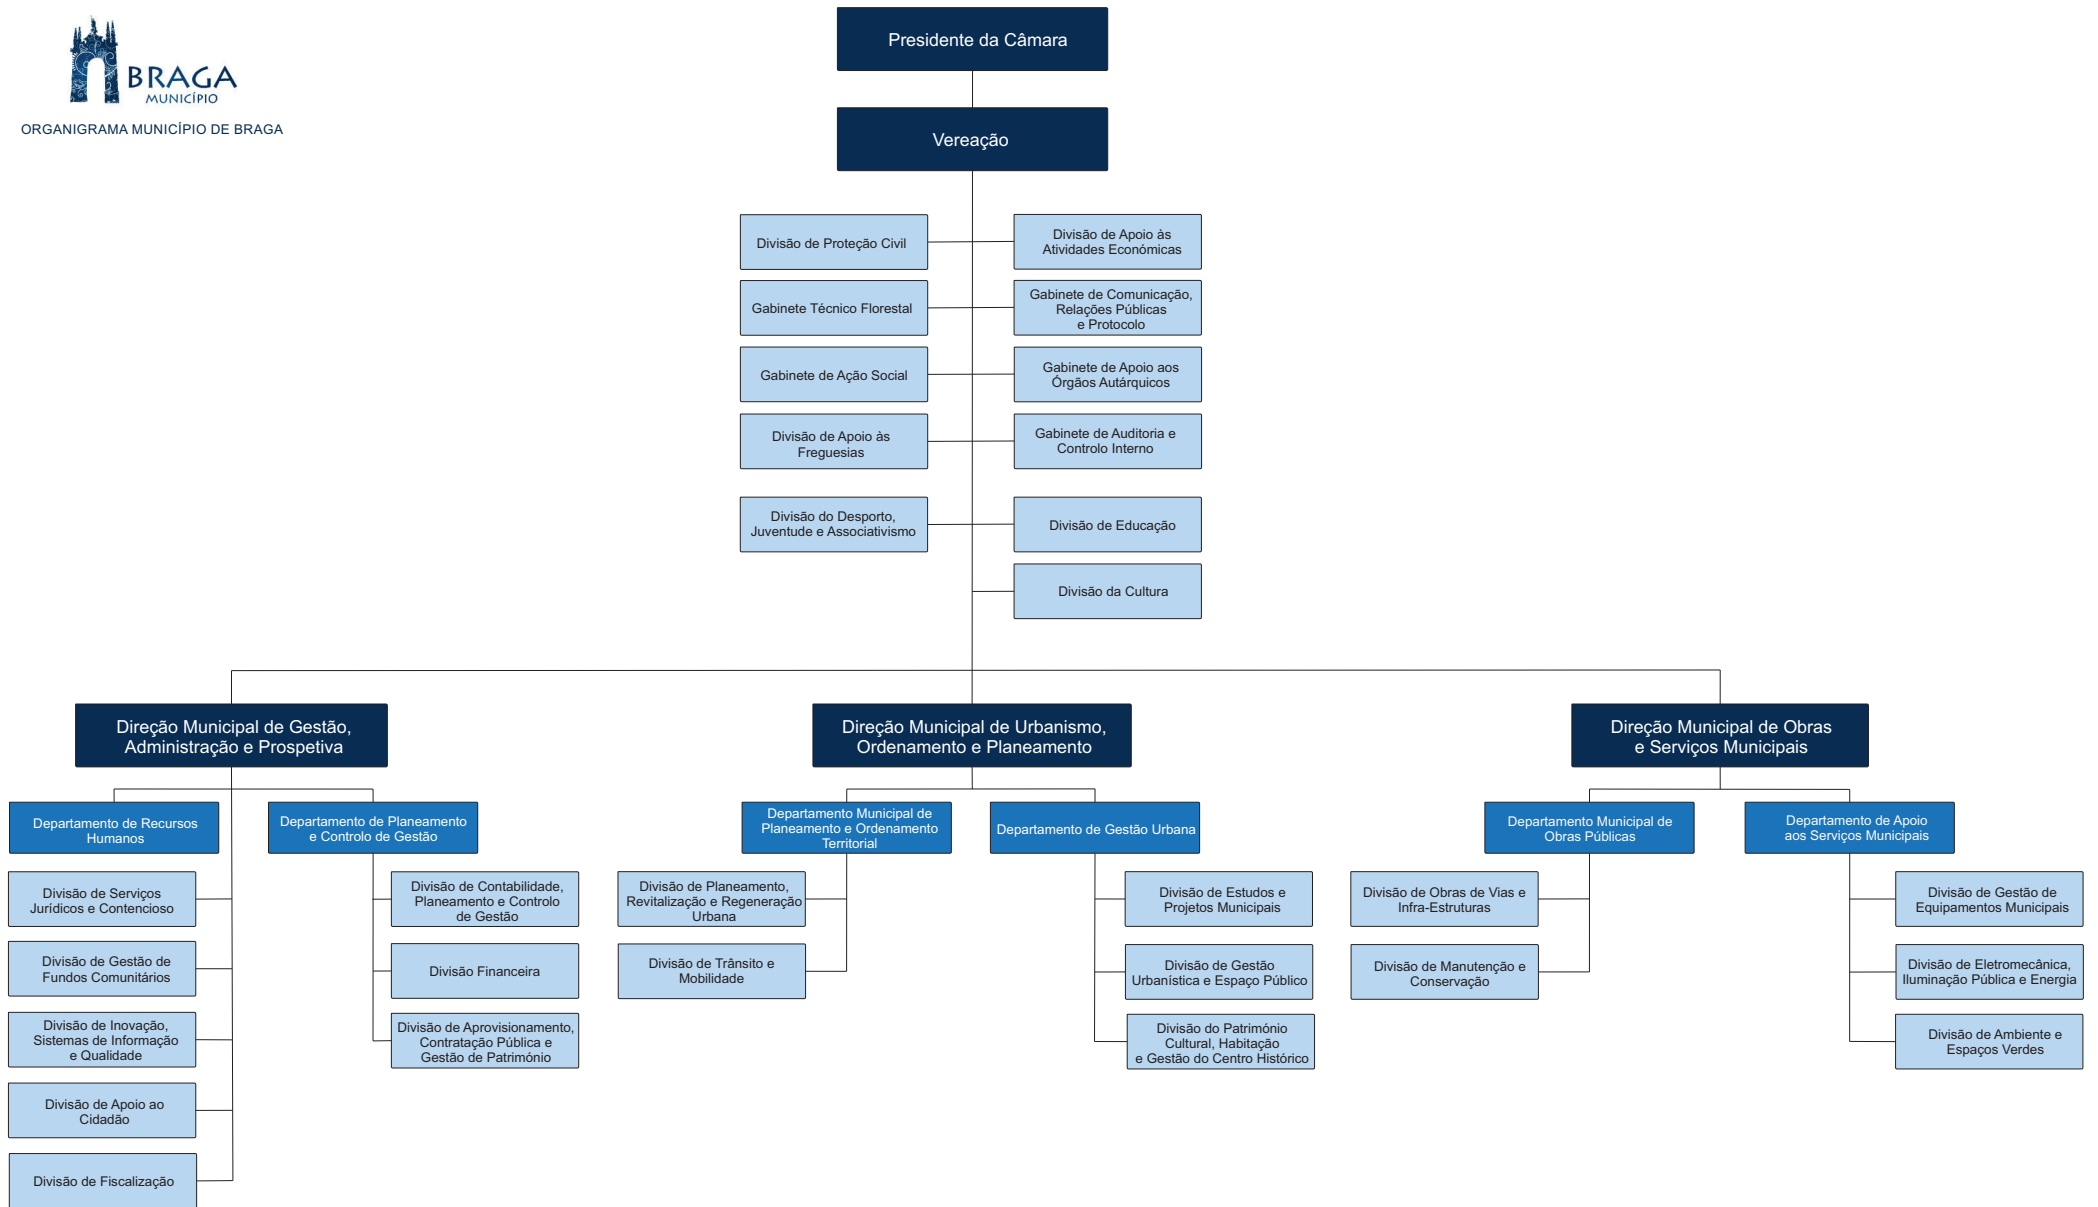 BRAGA
MUNICÍPIO
ORGANIGRAMA MUNICÍPIO DE BRAGA
Presidente da Câmara
Vereação
Divisão de Proteção Civil
Divisão de Apoio às
Atividades Económicas
Gabinete Técnico Florestal
Gabinete de Comunicação,
Relações Públicas
e Protocolo
Gabinete de Ação Social
Gabinete de Apoio aos
Órgãos Autárquicos
Divisão de Apoio às
Freguesias
Gabinete de Auditoria e
Controlo Interno
Divisão do Desporto,
Juventude e Associativismo
Divisão de Educação
Divisão da Cultura
Direção Municipal de Gestão,
Administração e Prospetiva
Direção Municipal de Urbanismo,
Ordenamento e Planeamento
Direção Municipal de Obras
e Serviços Municipais
Departamento de Recursos
Humanos
Departamento de Planeamento
e Controlo de Gestão
Departamento Municipal de
Planeamento e Ordenamento
Territorial
Departamento de Gestão Urbana
Departamento Municipal de
Obras Públicas
Departamento de Apoio
aos Serviços Municipais
Divisão de Serviços
Jurídicos e Contencioso
Divisão de Contabilidade,
Planeamento e Controlo
de Gestão
Divisão de Planeamento,
Revitalização e Regeneração
Urbana
Divisão de Estudos e
Projetos Municipais
Divisão de Obras de Vias e
Infra-Estruturas
Divisão de Gestão de
Equipamentos Municipais
Divisão de Gestão de
Fundos Comunitários
Divisão Financeira
Divisão de Trânsito e
Mobilidade
Divisão de Gestão
Urbanística e Espaço Público
Divisão de Manutenção e
Conservação
Divisão de Eletromecânica,
Iluminação Pública e Energia
Divisão de Inovação,
Sistemas de Informação
e Qualidade
Divisão de Aprovisionamento,
Contratação Pública e
Gestão de Património
Divisão do Património
Cultural, Habitação
e Gestão do Centro Histórico
Divisão de Ambiente e
Espaços Verdes
Divisão de Apoio ao
Cidadão
Divisão de Fiscalização